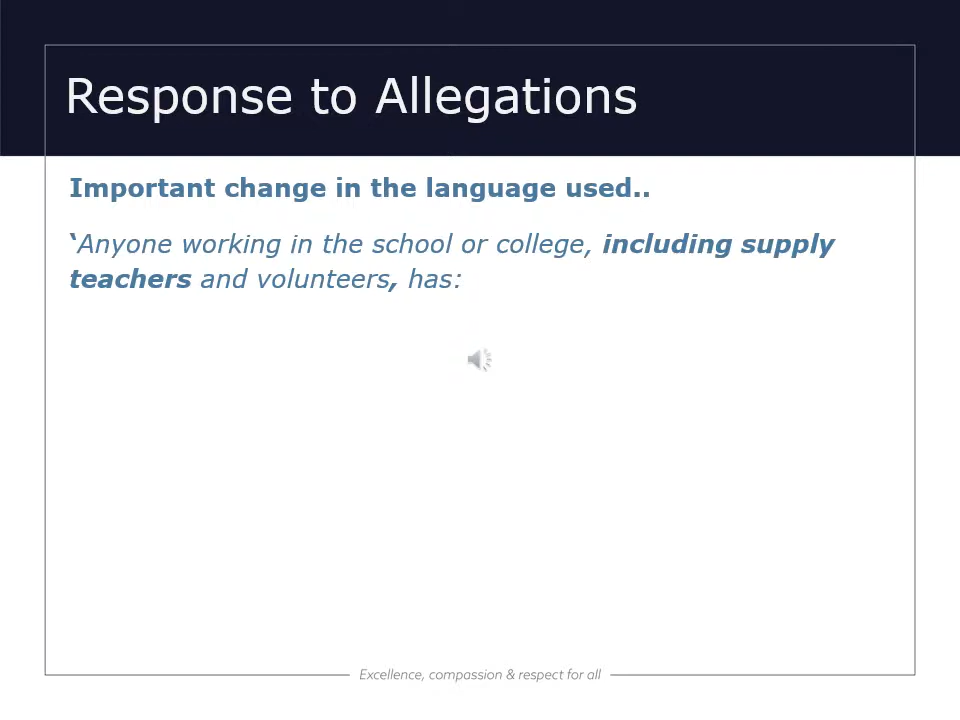 Response to Allegations
Important change in the language used..
‘Anyone working in the school or college, including supply
teachers and volunteers, has:
Excellence, compassion & respect for all